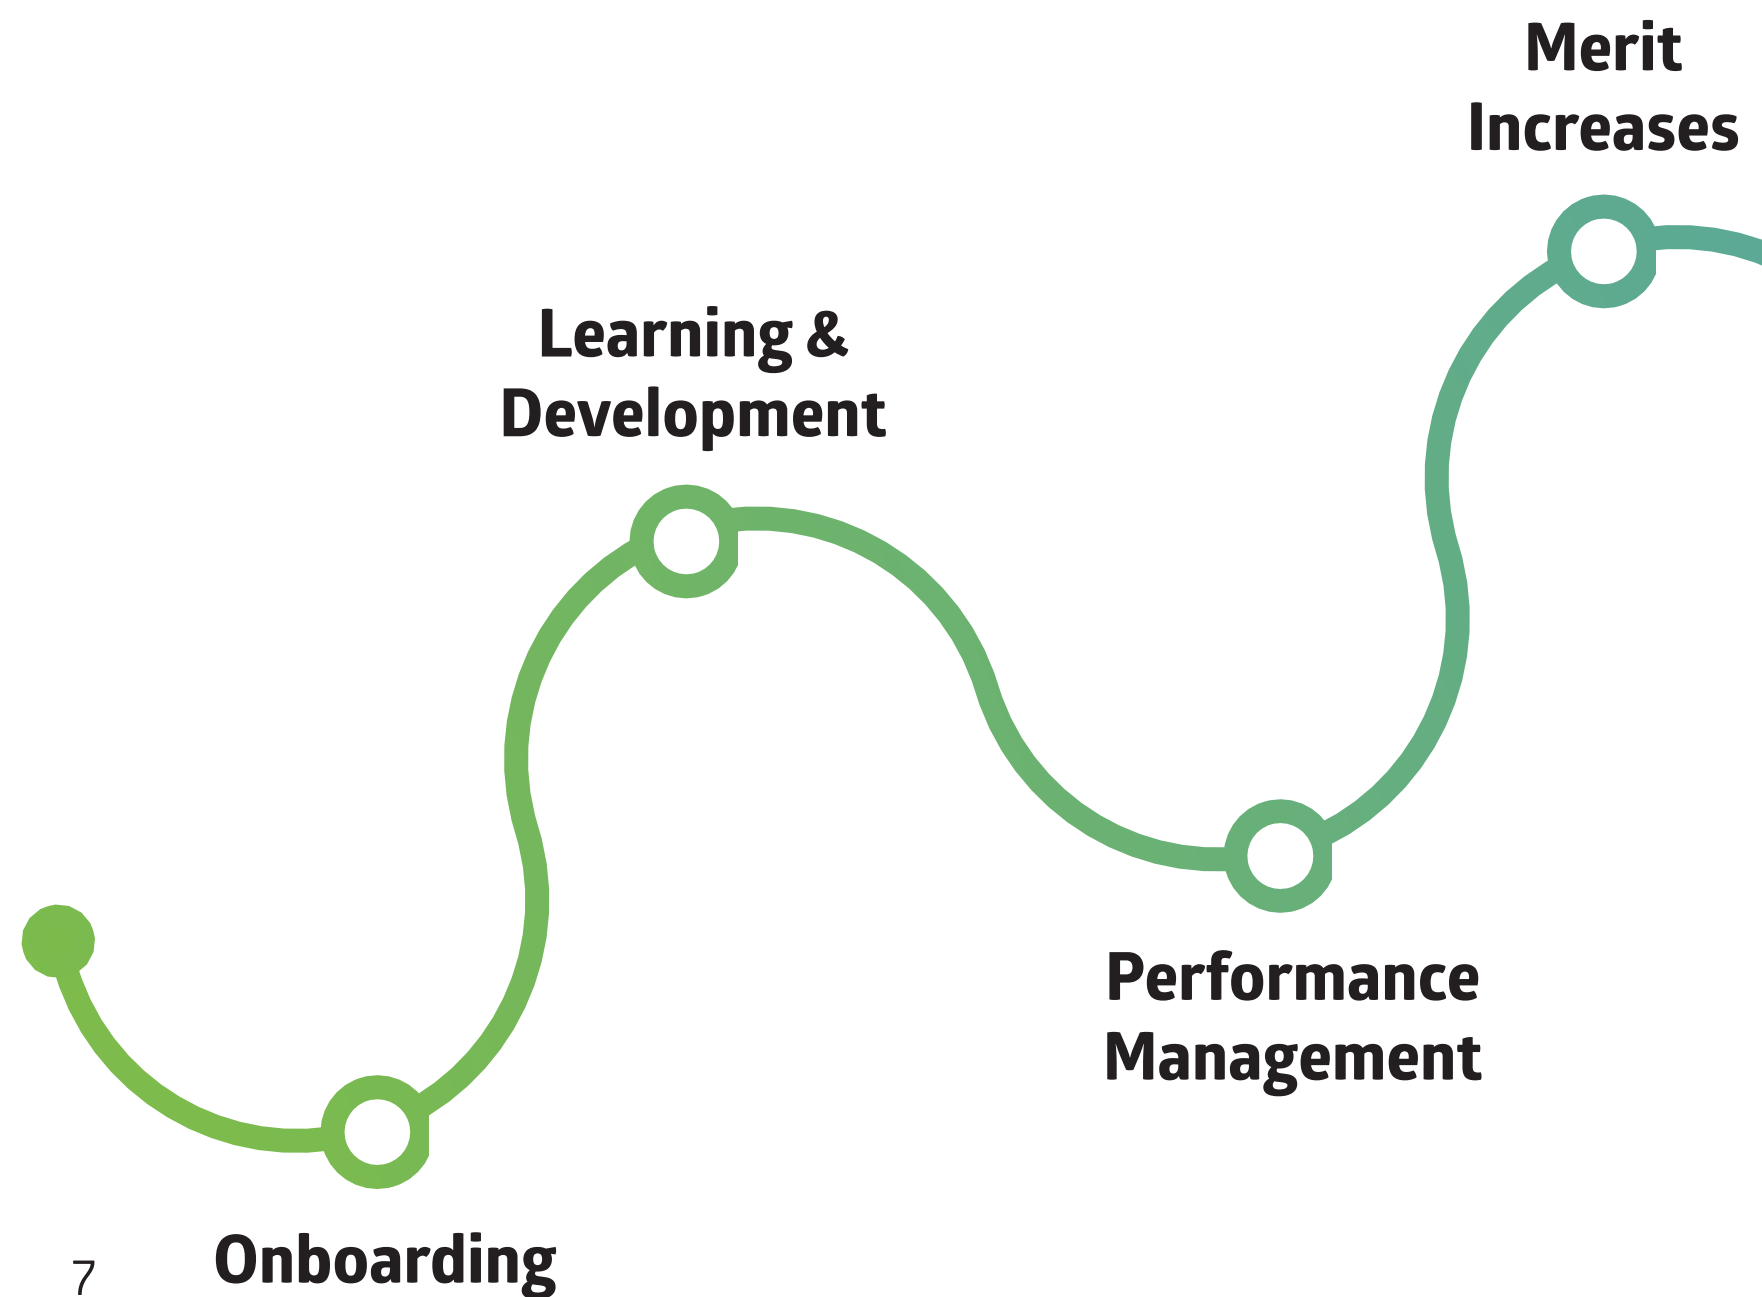 Merit
Increases
Learning &
Development
Performance
Management
Onboarding
7